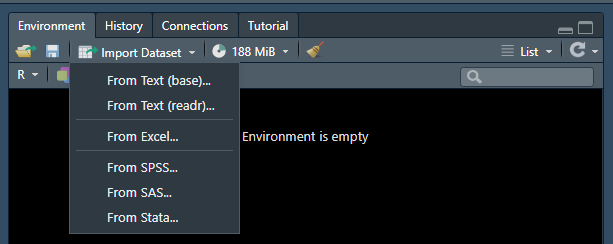 Environment History Connections Tutorial
Import Dataset 188 MiB List
R
From Text (base)...
From Text (readr)...
From Excel...
Environment is empty
From SPSS...
From SAS...
From Stata...